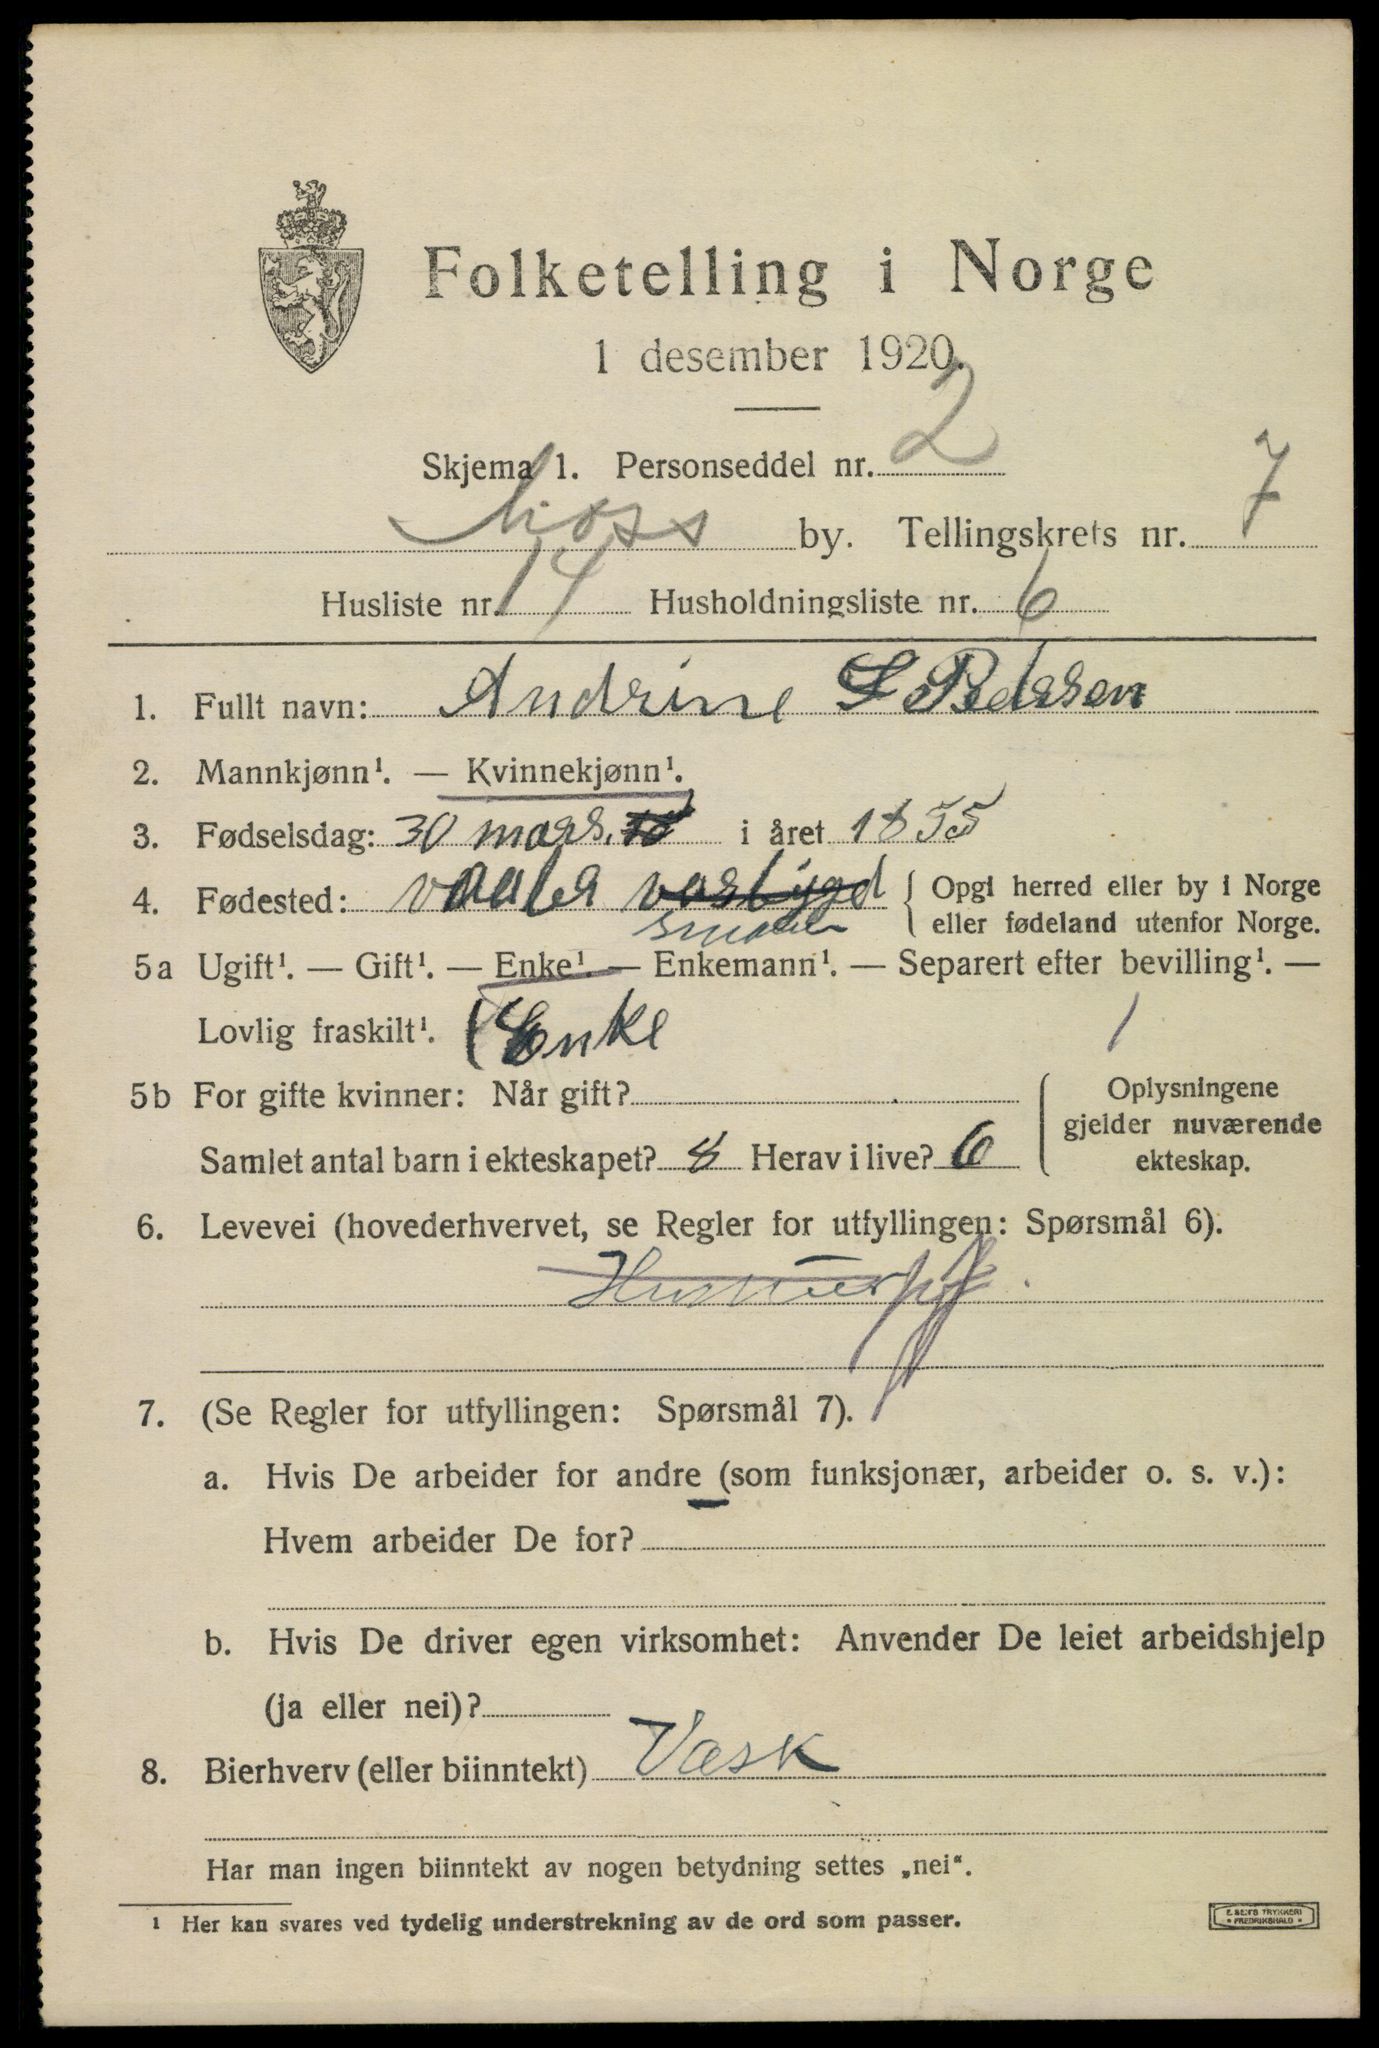 Folketelling i Norge
1 desember 1920.
Skjema 1. Personseddel nr. 2
Moss by. Tellingskrets nr. 7
Husliste nr. 14 Husholdningsliste nr. 6
1. Fullt navn: Andrine L Pedersen
2. Mannkjønn¹. — Kvinnekjønn¹.
3. Fødselsdag: 30 mars. i året 1855
4. Fødested: vaaler Opgi herred eller by i Norge
eller fødeland utenfor Norge.
5a Ugift¹. — Gift¹. — Enke¹ — Enkemann¹. — Separert efter bevilling¹. —
Lovlig fraskilt¹. (Enke 1
5b For gifte kvinner: Når gift? Oplysningene
gjelder nuværende
Samlet antal barn i ekteskapet? 8 Herav i live? 6 ekteskap.
6. Levevei (hovederhvervet, se Regler for utfyllingen: Spørsmål 6).
7. (Se Regler for utfyllingen: Spørsmål 7).
a. Hvis De arbeider for andre (som funksjonær, arbeider o. s. v.):
Hvem arbeider De for?
b. Hvis De driver egen virksomhet: Anvender De leiet arbeidshjelp
(ja eller nei)?
8. Bierhverv (eller biinntekt) Vask
Har man ingen biinntekt av nogen betydning settes „nei“.
¹ Her kan svares ved tydelig understrekning av de ord som passer.
E. SEJFS TRYKKERI
• FREDRIKSHALD •